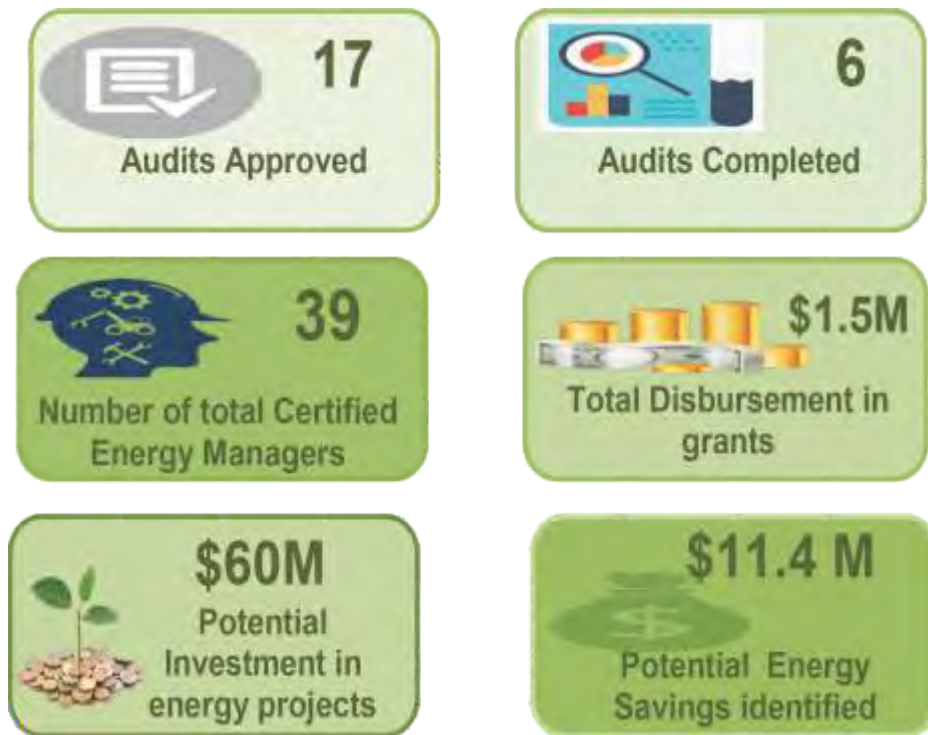 17
Audits Approved
6
Audits Completed
39
Number of total Certified
Energy Managers
$1.5M
Total Disbursement in
grants
$60M
Potential
Investment in
energy projects
$11.4 M
$
Potential Energy
Savings identified